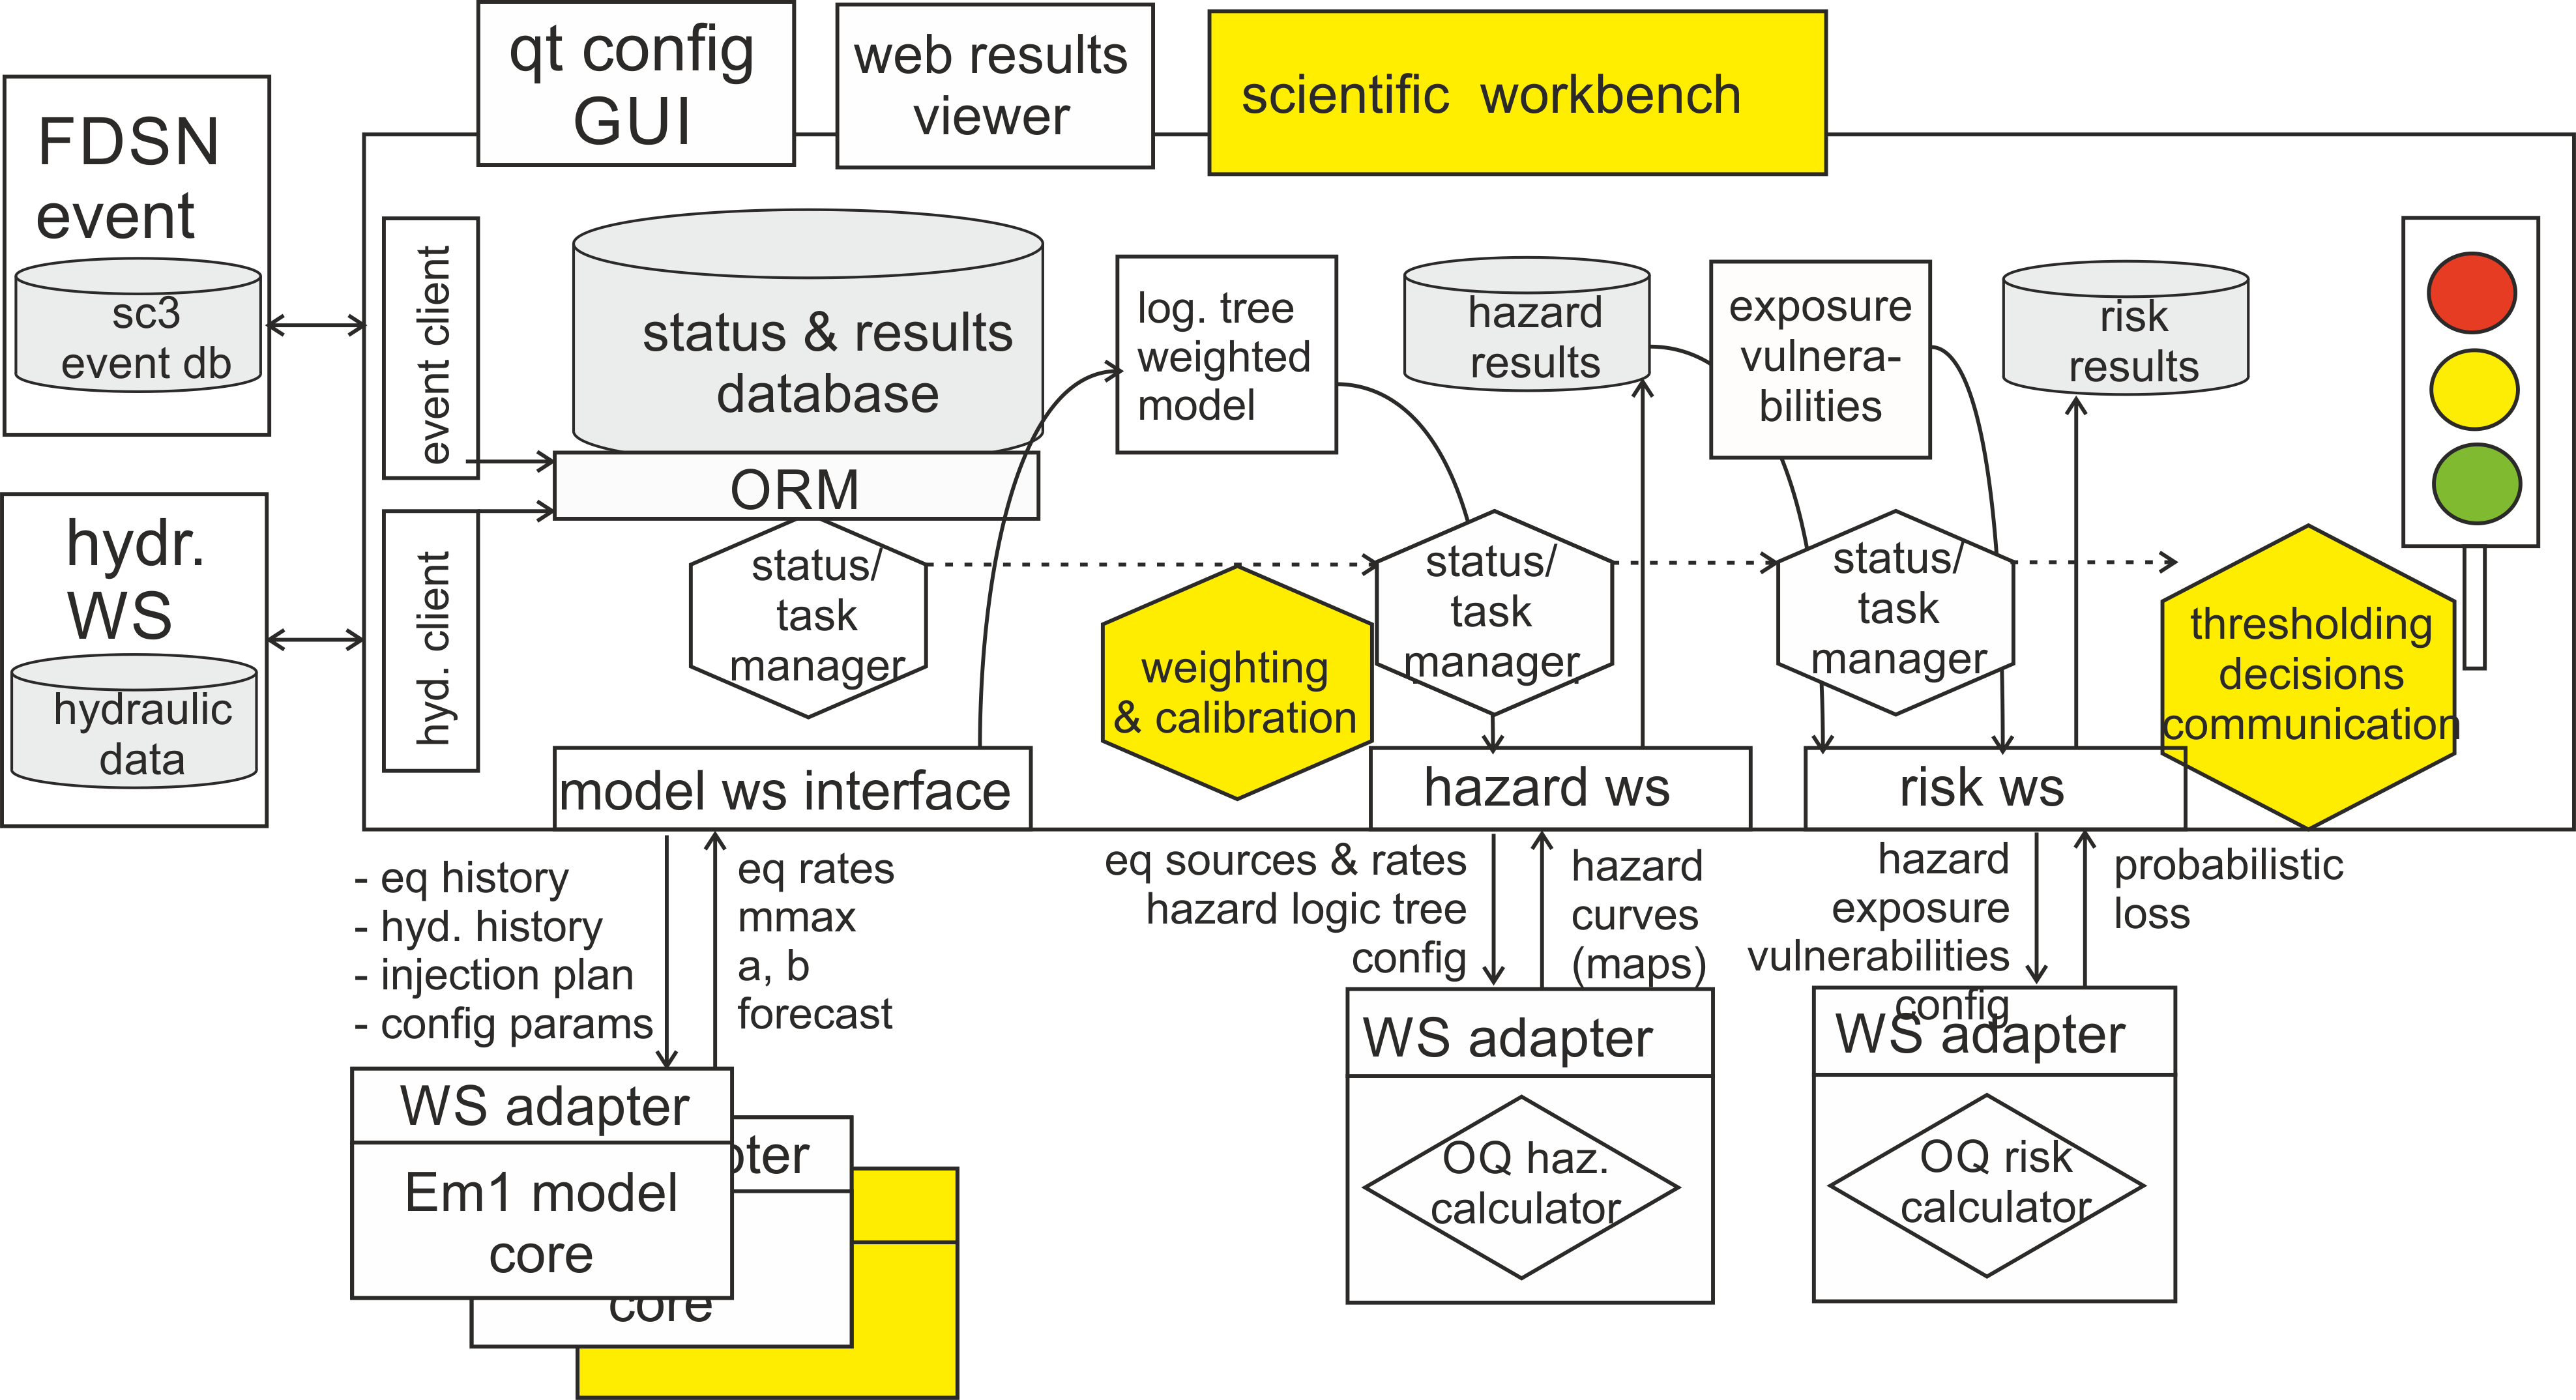 qt config
GUI
web results
viewer
scientific workbench
FDSN
event
sc3
event db
hydr.
WS
hydraulic
data
event client
hyd. client
status & results
database
ORM
status/
task
manager
model ws interface
log. tree
weighted
model
weighting
& calibration
hazard
results
status/
task
manager
hazard ws
exposure
vulnera-
bilities
status/
task
manager
risk ws
risk
results
thresholding
decisions
communication
- eq history
- hyd. history
- injection plan
- config params
eq rates
mmax
a, b
forecast
WS adapter
Em1 model
core
pter
core
eq sources & rates
hazard logic tree
config
hazard
curves
(maps)
WS adapter
OQ haz.
calculator
hazard
exposure
vulnerabilities
config
probabilistic
loss
WS adapter
OQ risk
calculator